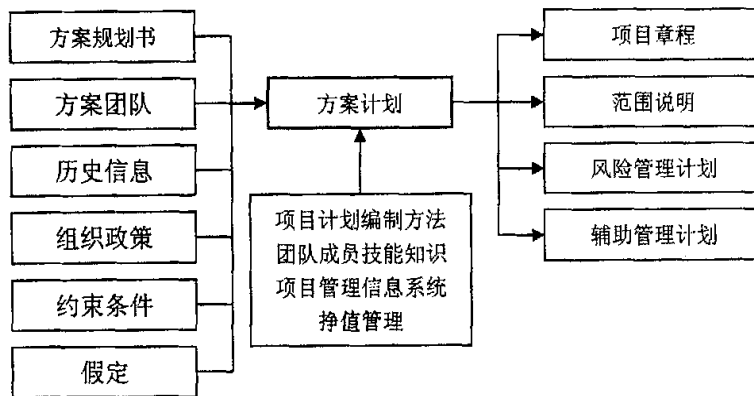 方案规划书
方案团队
历史信息
组织政策
约束条件
假定
方案计划
项目计划编制方法
团队成员技能知识
项目管理信息系统
挣值管理
项目章程
范围说明
风险管理计划
辅助管理计划